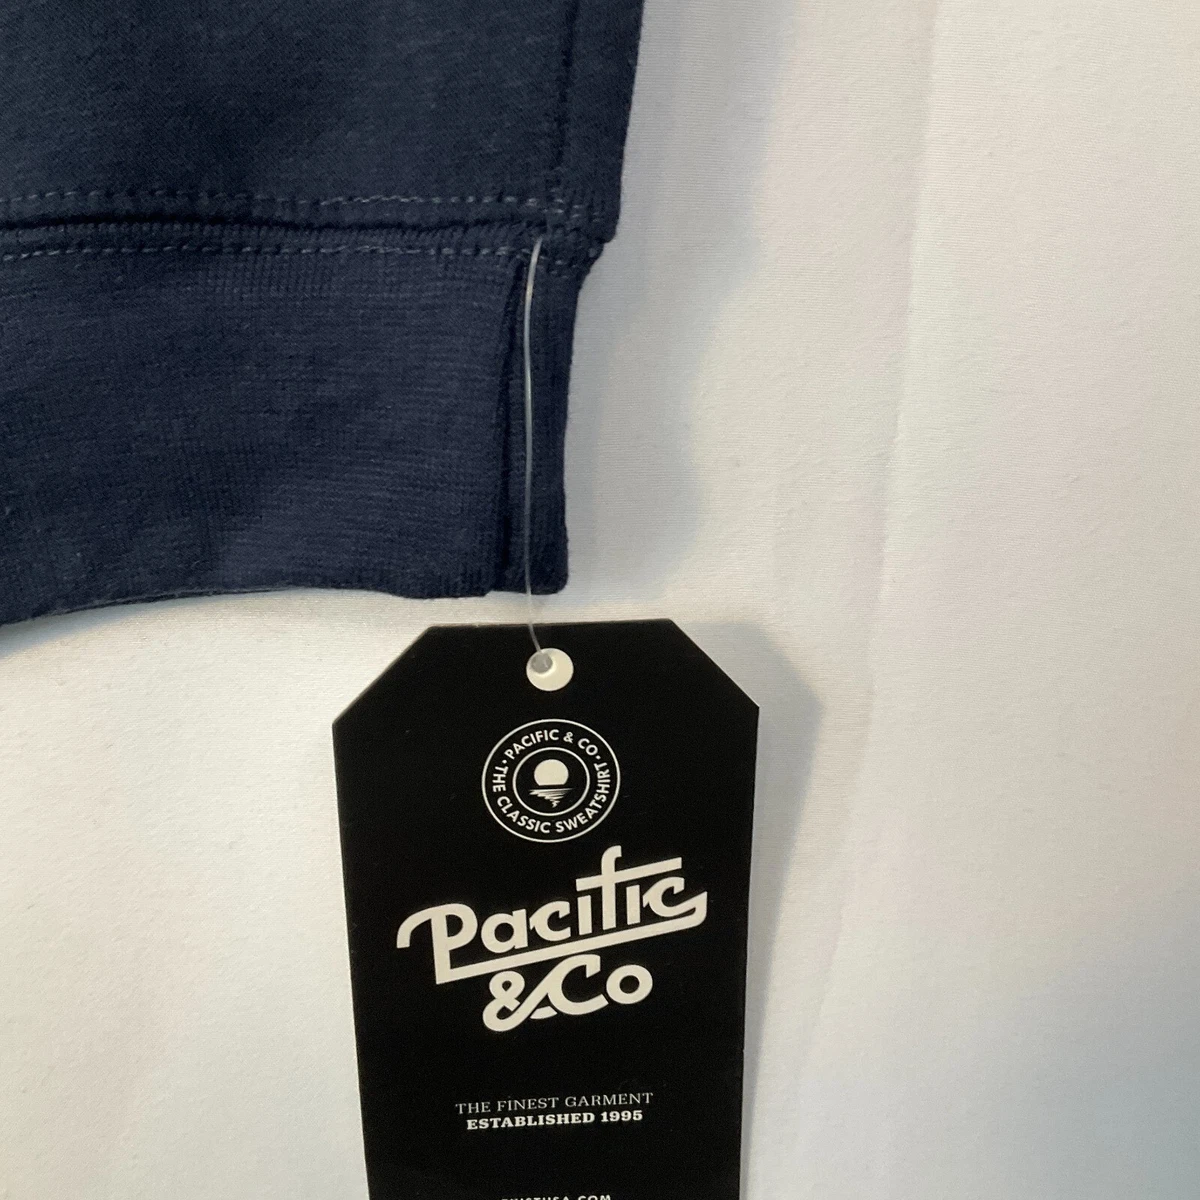 · PACIFIC & CO ·
THE CLASSIC SWEATSHIRT
Pacific
& Co
THE FINEST GARMENT
ESTABLISHED 1995